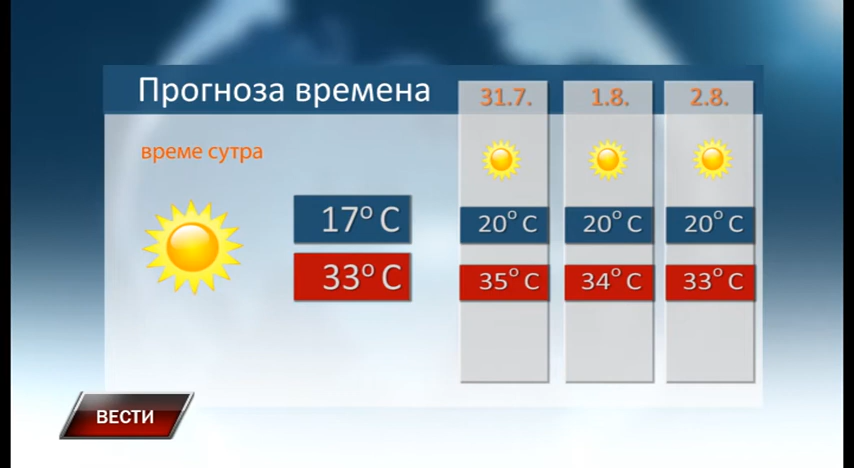 Прогноза времена
време сутра
17° C
33° C
31.7. 1.8. 2.8.
20° C 20° C 20° C
35° C 34° C 33° C
ВЕСТИ